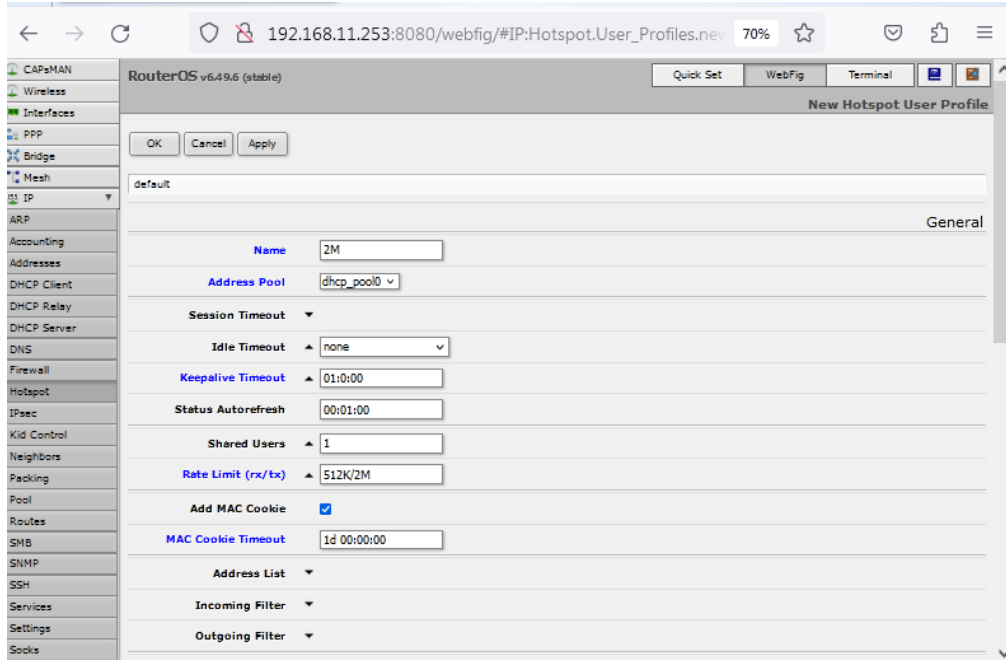 192.168.11.253:8080/webfig/#IP:Hotspot.User_Profiles.new 70%
CAPsMAN
Wireless
Interfaces
PPP
Bridge
Mesh
IP
ARP
Accounting
Addresses
DHCP Client
DHCP Relay
DHCP Server
DNS
Firewall
Hotspot
IPsec
Kid Control
Neighbors
Packing
Pool
Routes
SMB
SNMP
SSH
Services
Settings
Socks
RouterOS v6.49.6 (stable) Quick Set WebFig Terminal
New Hotspot User Profile
OK Cancel Apply
default
General
Name 2M
Address Pool dhcp_pool0
Session Timeout
Idle Timeout none
Keepalive Timeout 01:0:00
Status Autorefresh 00:01:00
Shared Users 1
Rate Limit (rx/tx) 512K/2M
Add MAC Cookie
MAC Cookie Timeout 1d 00:00:00
Address List
Incoming Filter
Outgoing Filter